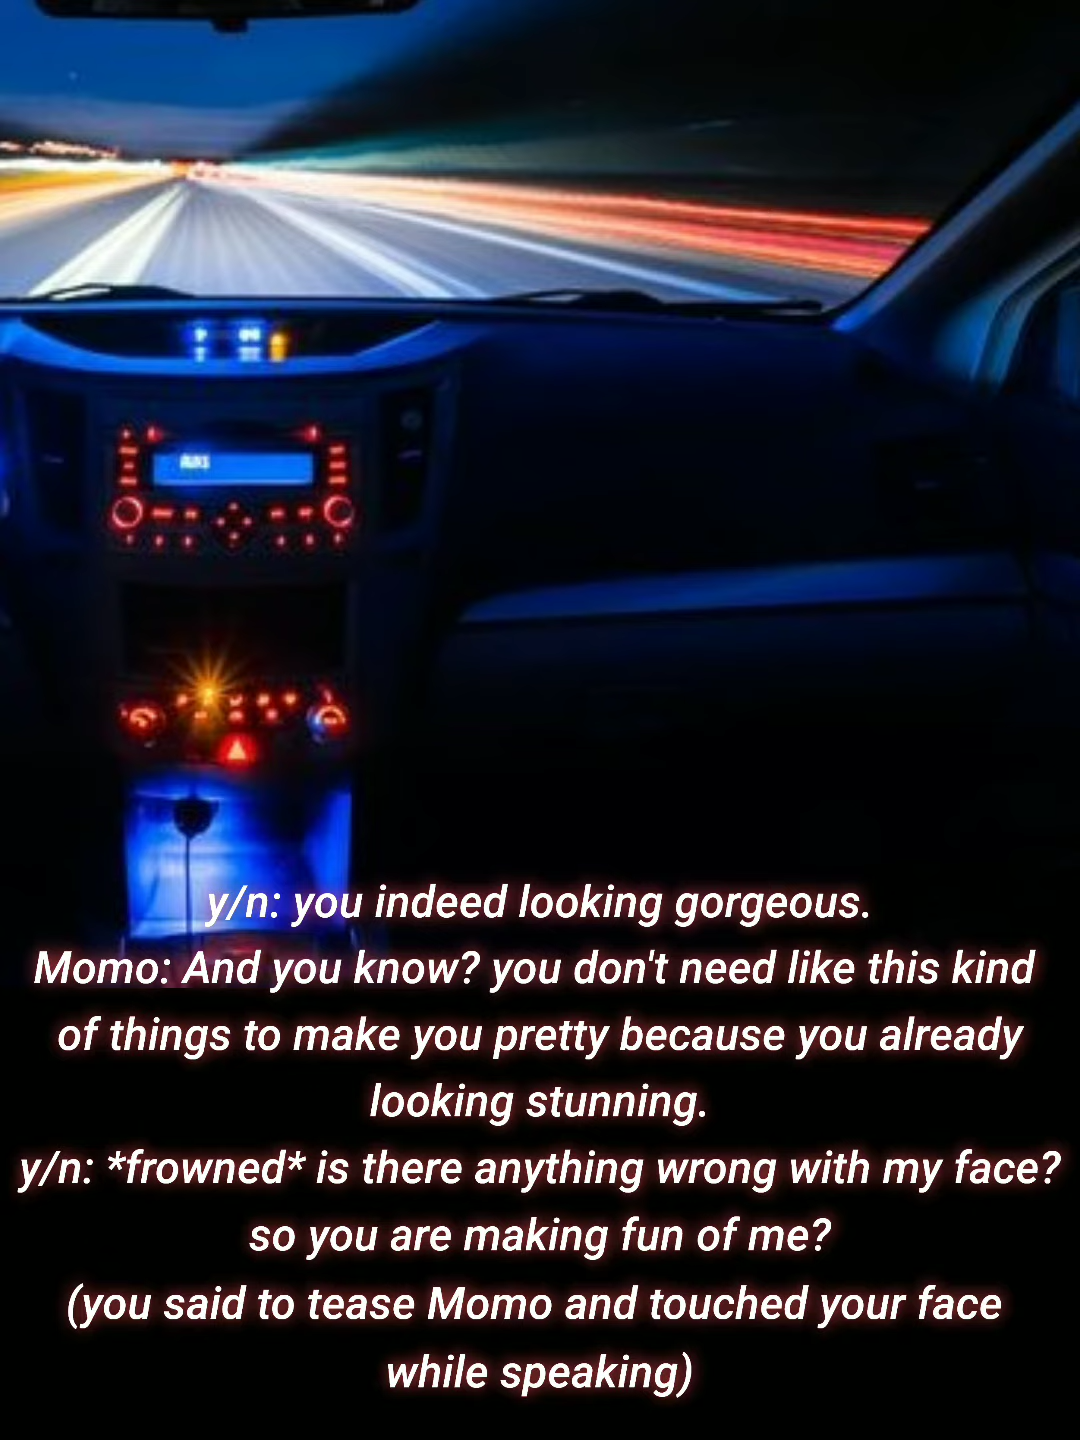 y/n: you indeed looking gorgeous.
Momo: And you know? you don't need like this kind
of things to make you pretty because you already
looking stunning.
y/n: *frowned* is there anything wrong with my face?
so you are making fun of me?
(you said to tease Momo and touched your face
while speaking)